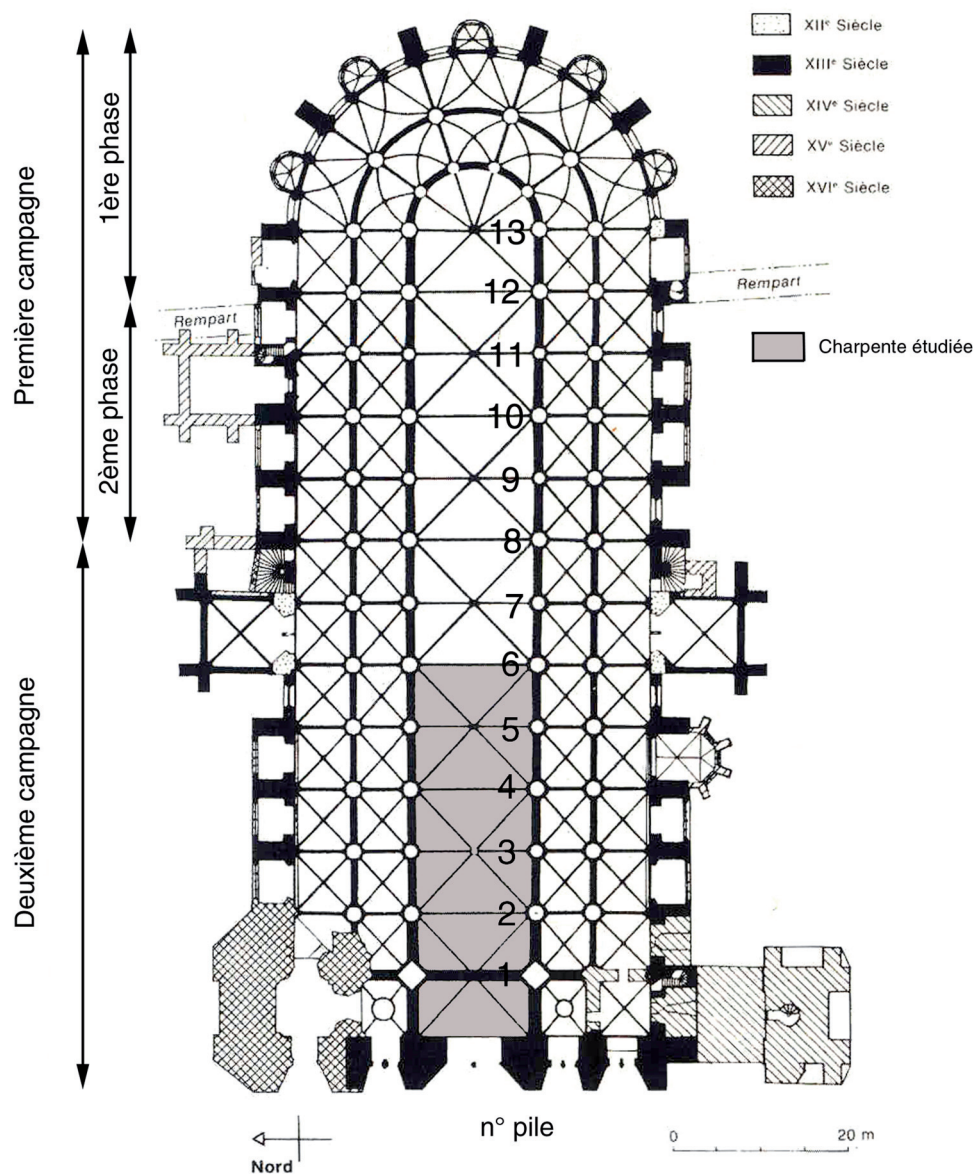 XIIe Siècle
XIIIe Siècle
XIVe Siècle
XVe Siècle
XVIe Siècle
Charpente étudiée
Première campagne
1ère phase
2ème phase
Deuxième campagne
Rempart
Rempart
13
12
11
10
9
8
7
6
5
4
3
2
1
n° pile
Nord
0 20 m